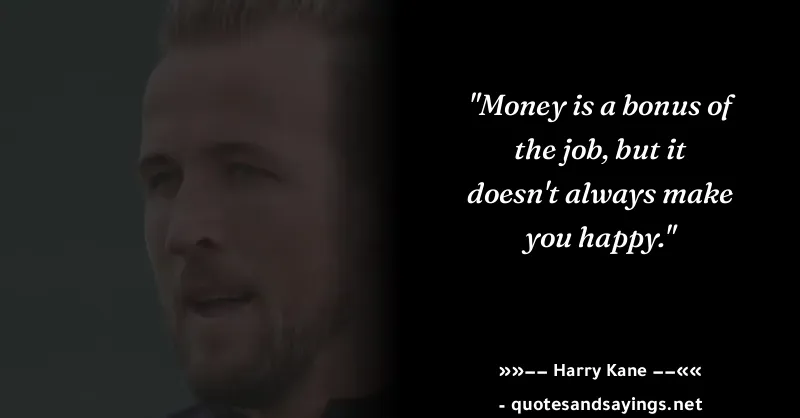 "Money is a bonus of
the job, but it
doesn't always make
you happy."
»»−− Harry Kane −−««
- quotesandsayings.net